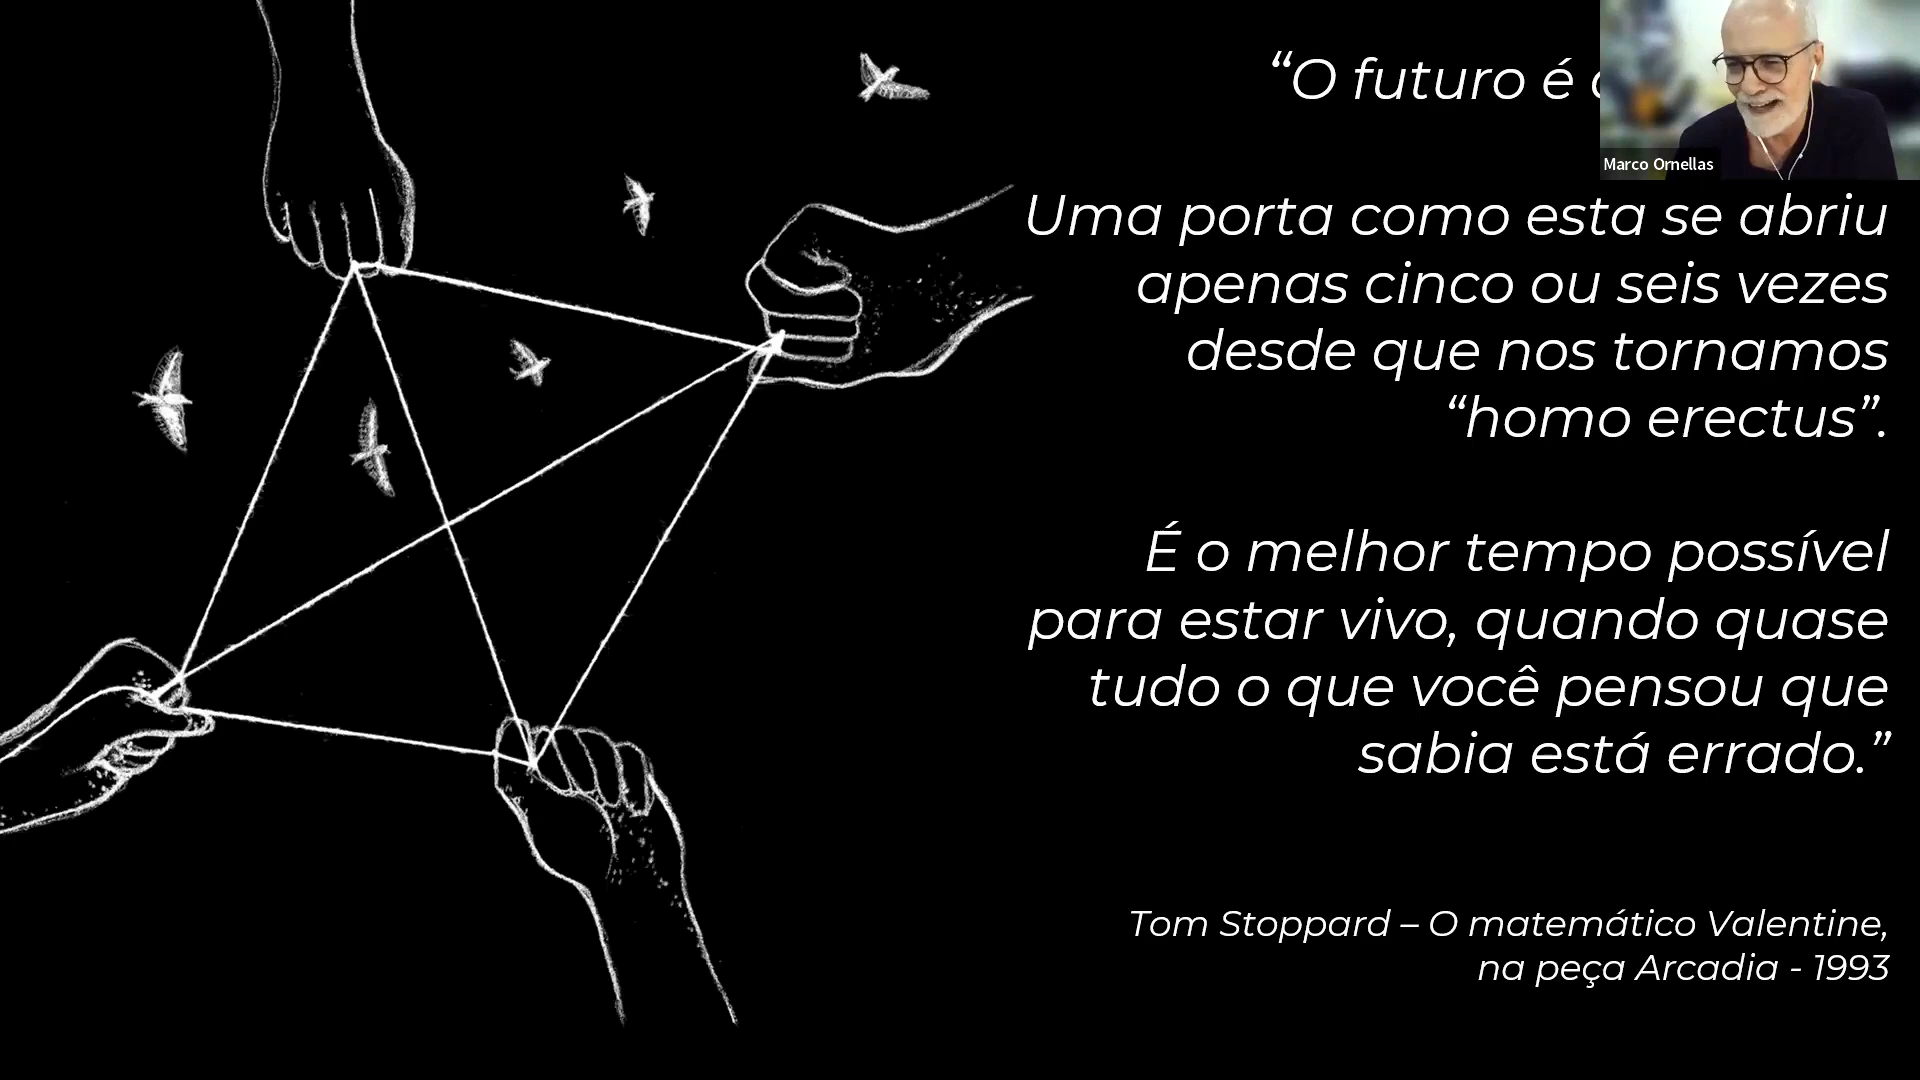 “O futuro é
Marco Ornellas
Uma porta como esta se abriu
apenas cinco ou seis vezes
desde que nos tornamos
“homo erectus”.
É o melhor tempo possível
para estar vivo, quando quase
tudo o que você pensou que
sabia está errado.”
Tom Stoppard – O matemático Valentine,
na peça Arcadia - 1993